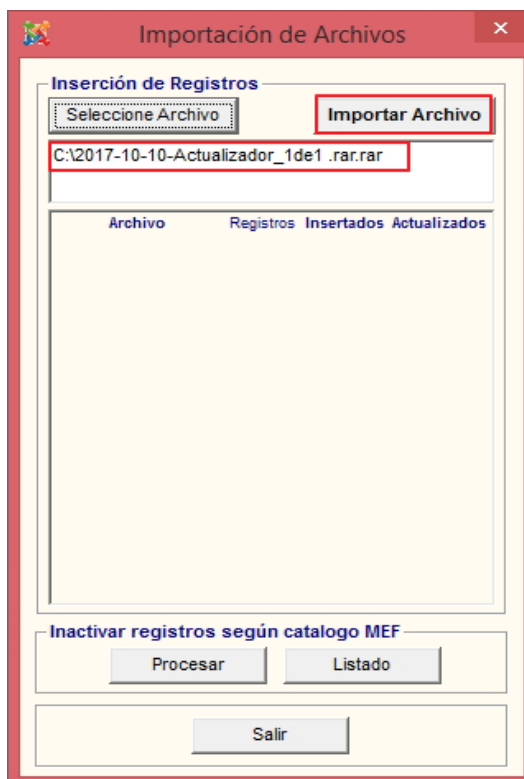 Importación de Archivos
Inserción de Registros
Seleccione Archivo Importar Archivo
C:\2017-10-10-Actualizador_1de1 .rar.rar
Archivo Registros Insertados Actualizados
Inactivar registros según catalogo MEF
Procesar Listado
Salir